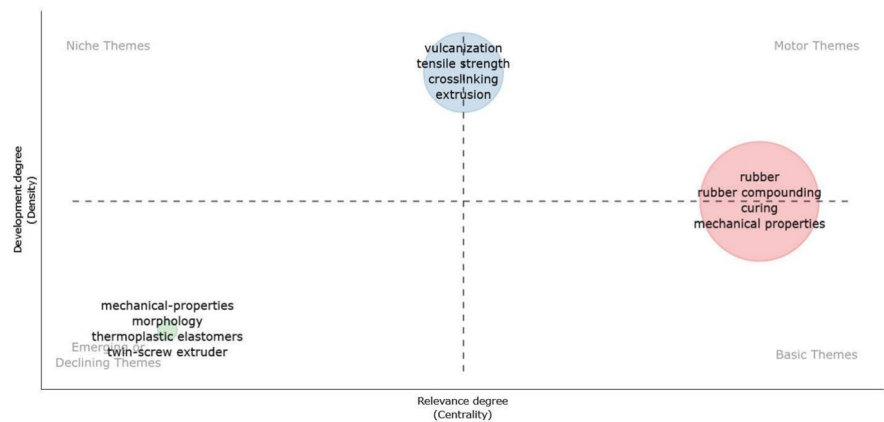 Niche Themes
Motor Themes
vulcanization
tensile strength
crosslinking
extrusion
rubber
rubber compounding
curing
mechanical properties
Development degree
(Density)
mechanical-properties
morphology
thermoplastic elastomers
twin-screw extruder
Emerging or
Declining Themes
Basic Themes
Relevance degree
(Centrality)